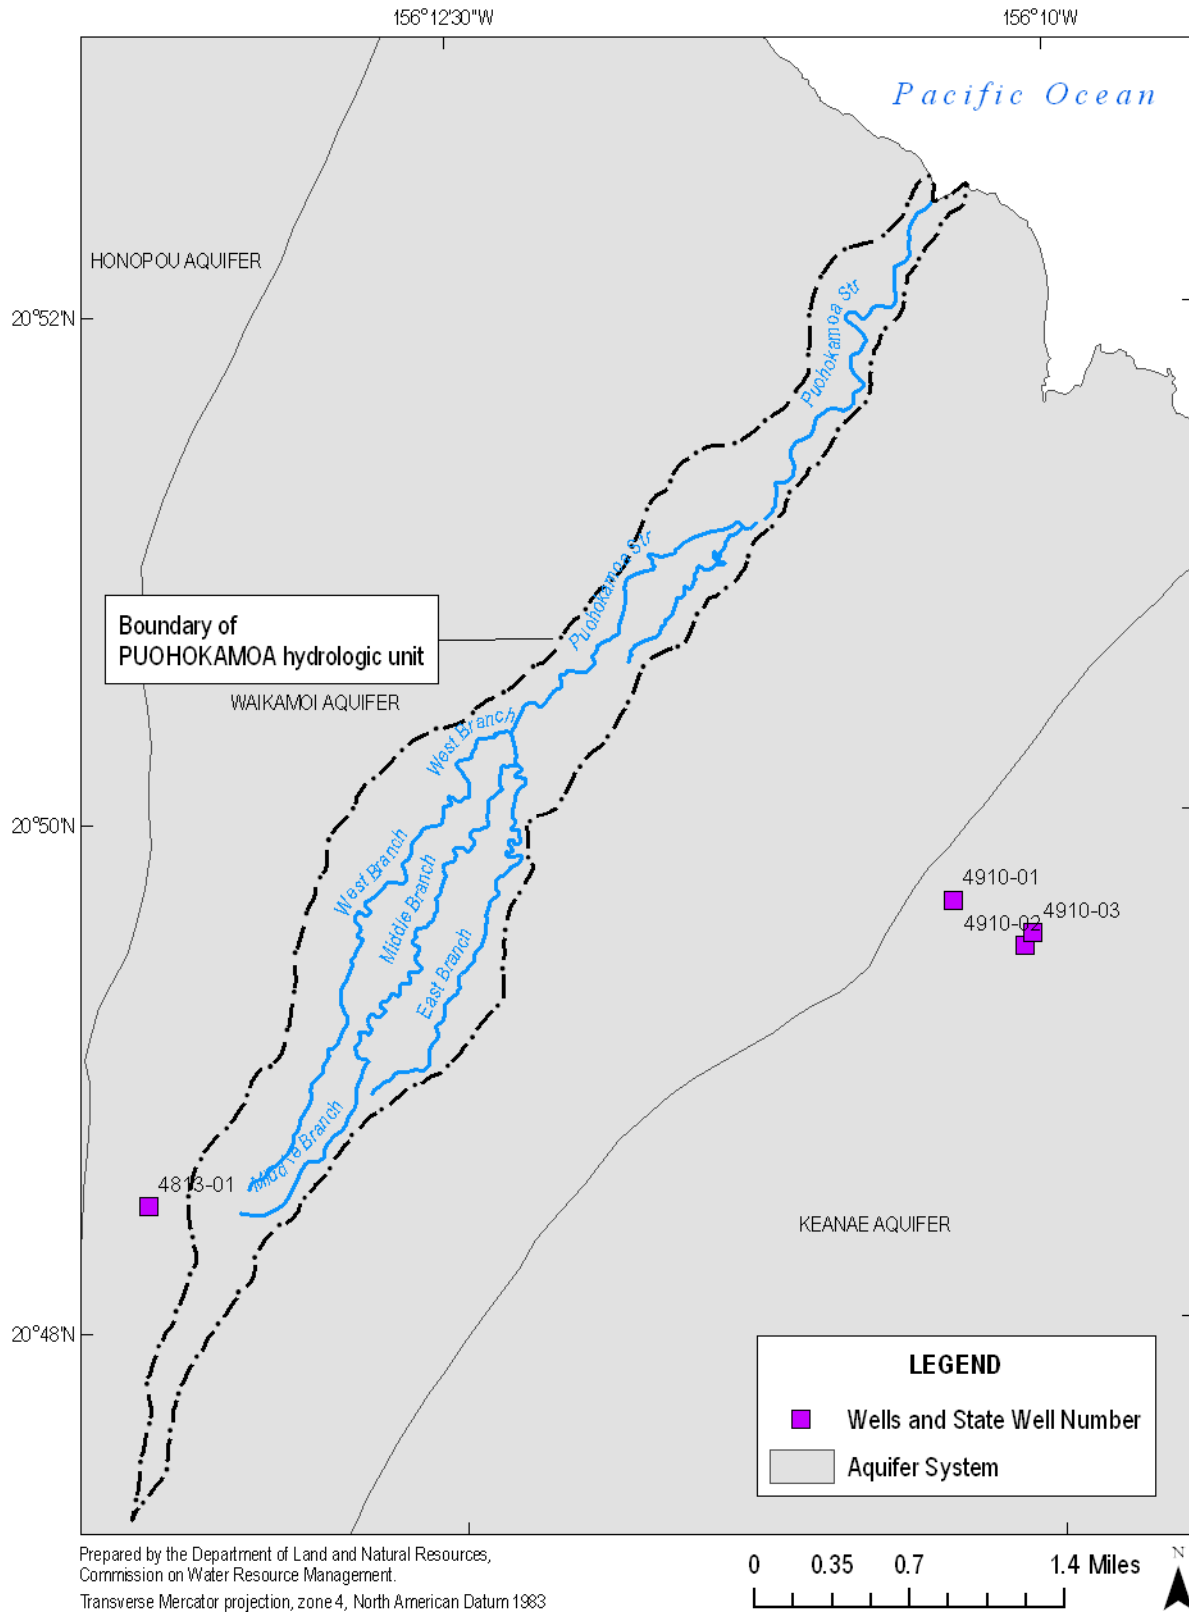 156°12'30"W
156°10'W
Pacific Ocean
HONOPOU AQUIFER
20°52'N
Puohokamoa Str
Puohokamoa Str
Boundary of
PUOHOKAMOA hydrologic unit
WAIKAMOI AQUIFER
West Branch
20°50'N
West Branch
Middle Branch
4910-01
4910-02
4910-03
East Branch
Middle Branch
4813-01
KEANAE AQUIFER
20°48'N
LEGEND
Wells and State Well Number
Aquifer System
Prepared by the Department of Land and Natural Resources,
Commission on Water Resource Management.
Transverse Mercator projection, zone 4, North American Datum 1983
0 0.35 0.7 1.4 Miles
N